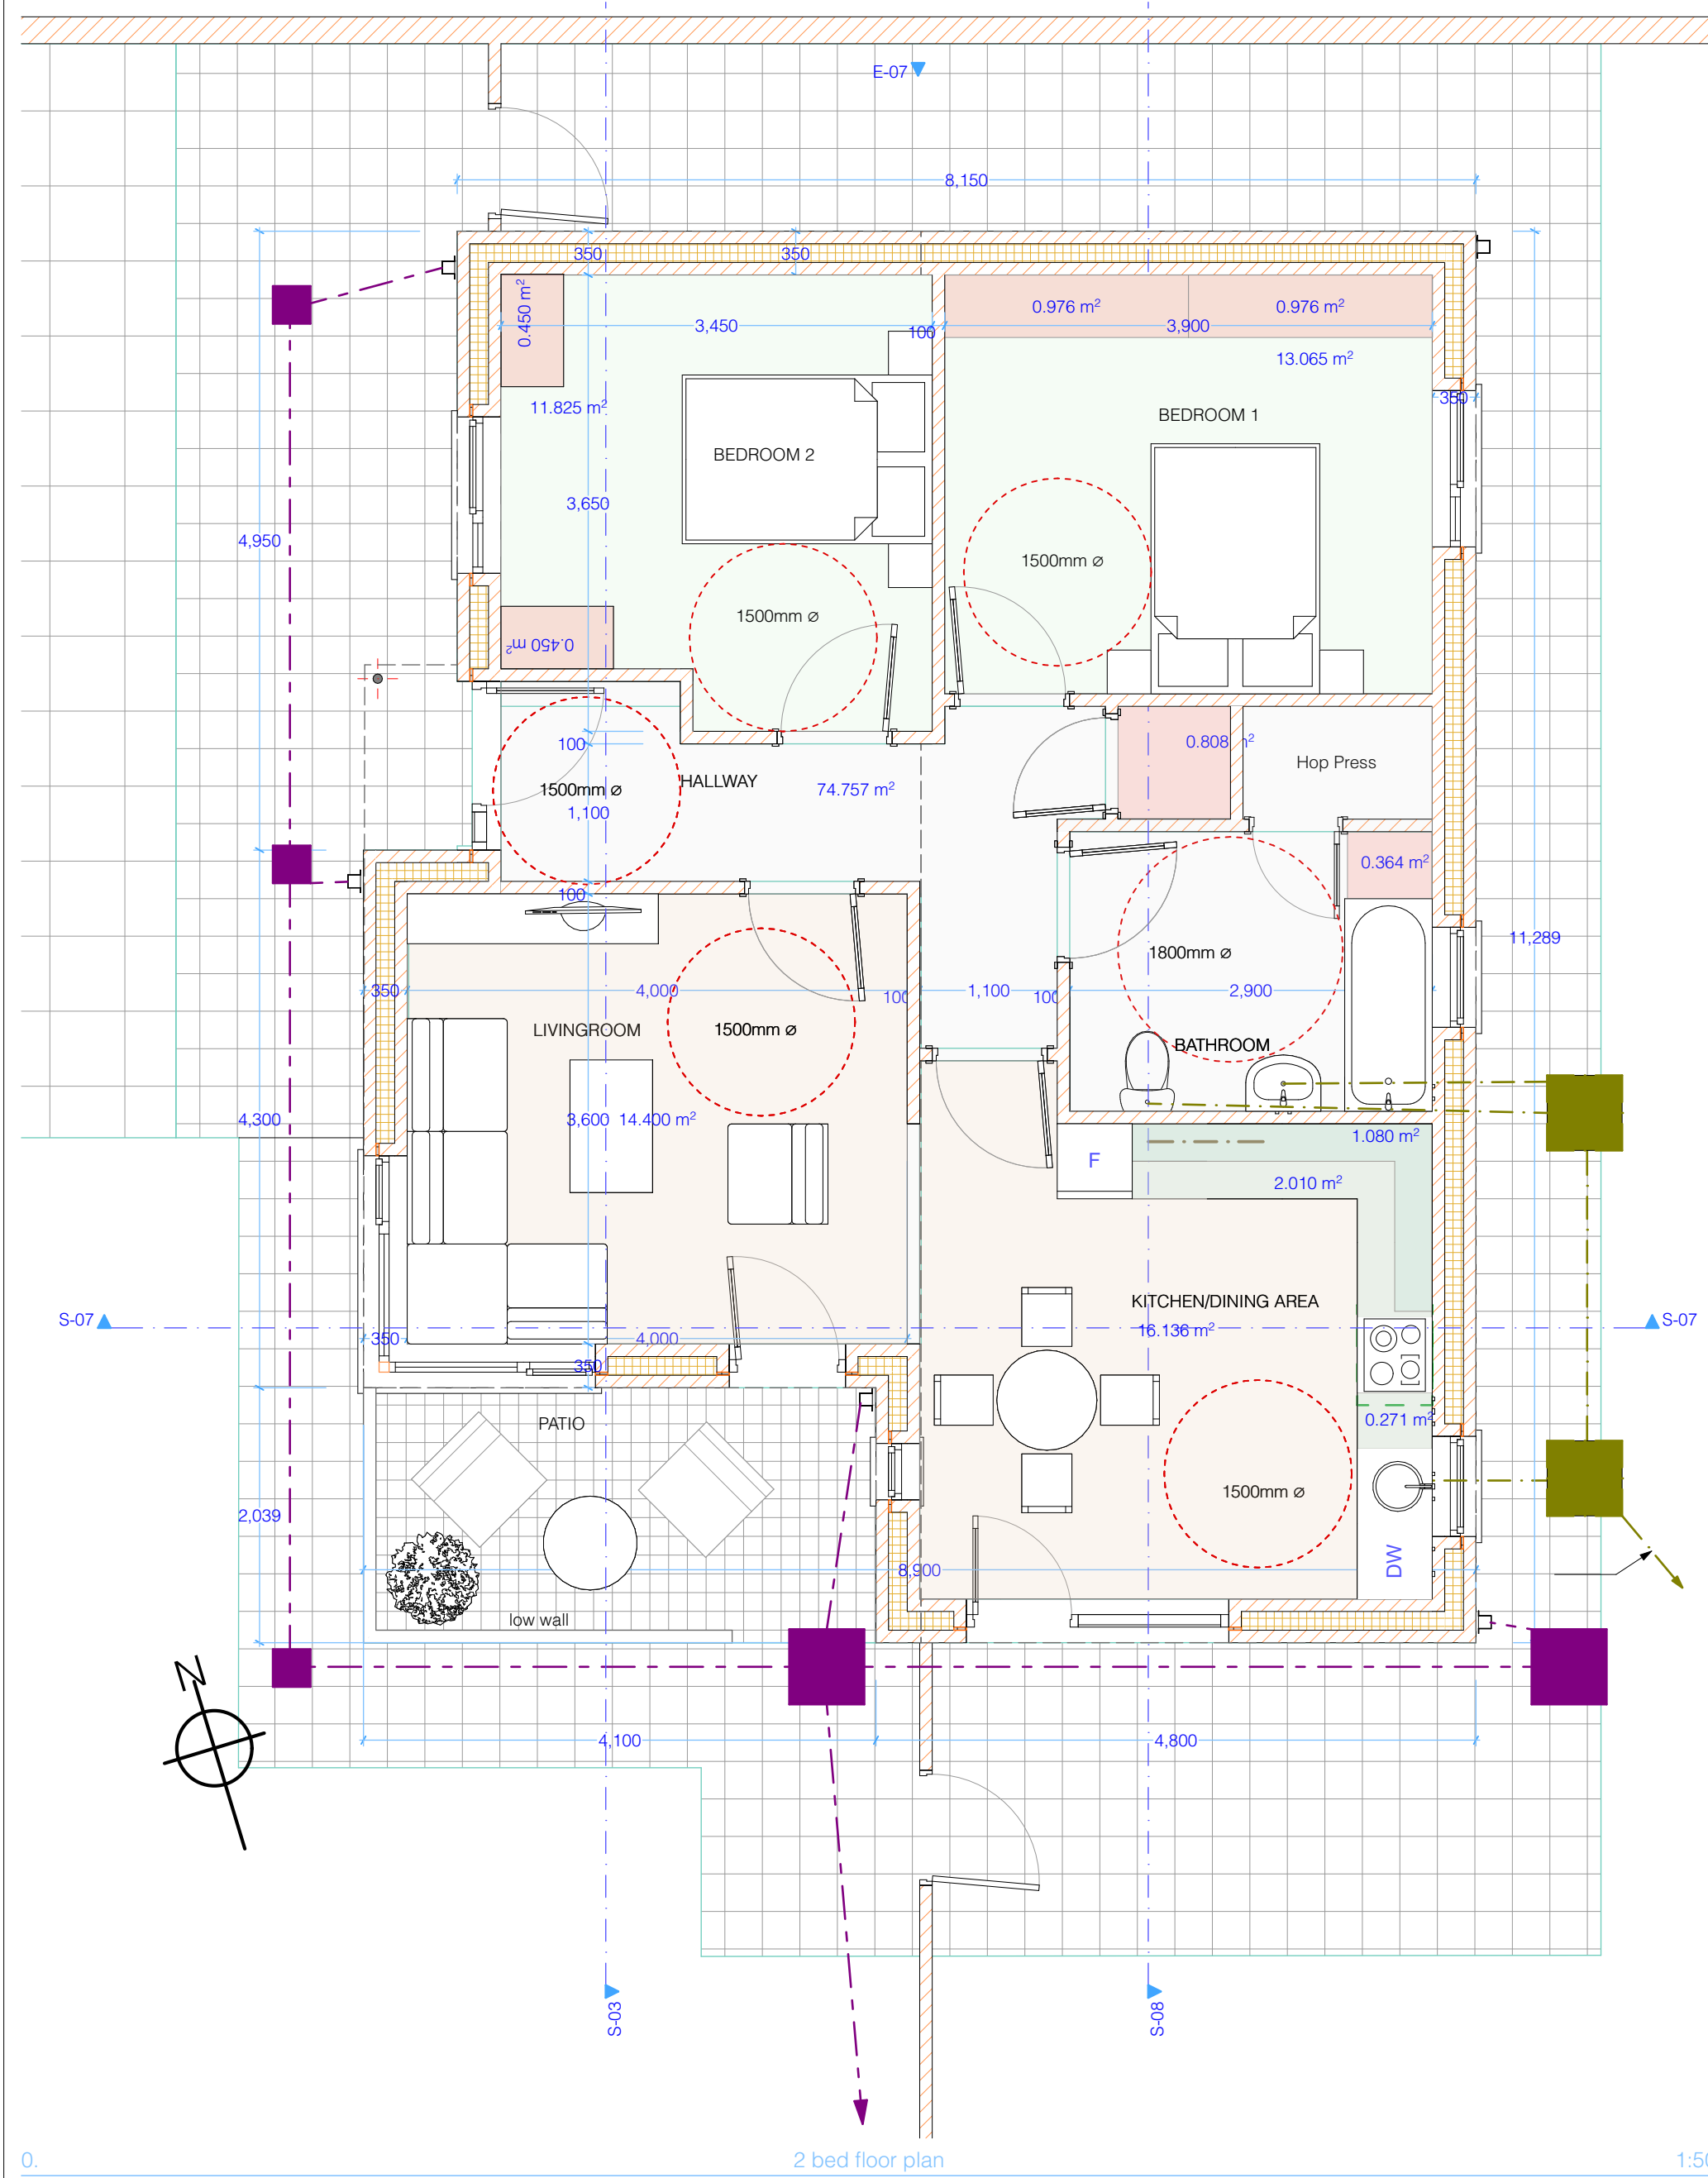 E-07
8,150
350
350
0.450 m²
0.976 m²
0.976 m²
3,450
100
3,900
13.065 m²
350
11.825 m²
BEDROOM 1
BEDROOM 2
3,650
4,950
1500mm ⌀
1500mm ⌀
0.450 m²
100
0.808 m²
Hop Press
HALLWAY
1500mm ⌀
74.757 m²
1,100
0.364 m²
100
11,289
1800mm ⌀
350
4,000
100
1,100
100
2,900
LIVINGROOM
1500mm ⌀
BATHROOM
4,300
3,600
14.400 m²
1.080 m²
F
2.010 m²
KITCHEN/DINING AREA
S-07
S-07
16.136 m²
350
4,000
350
PATIO
0.271 m²
1500mm ⌀
2,039
DW
8,900
low wall
N
4,100
4,800
S-03
S-08
0.
2 bed floor plan